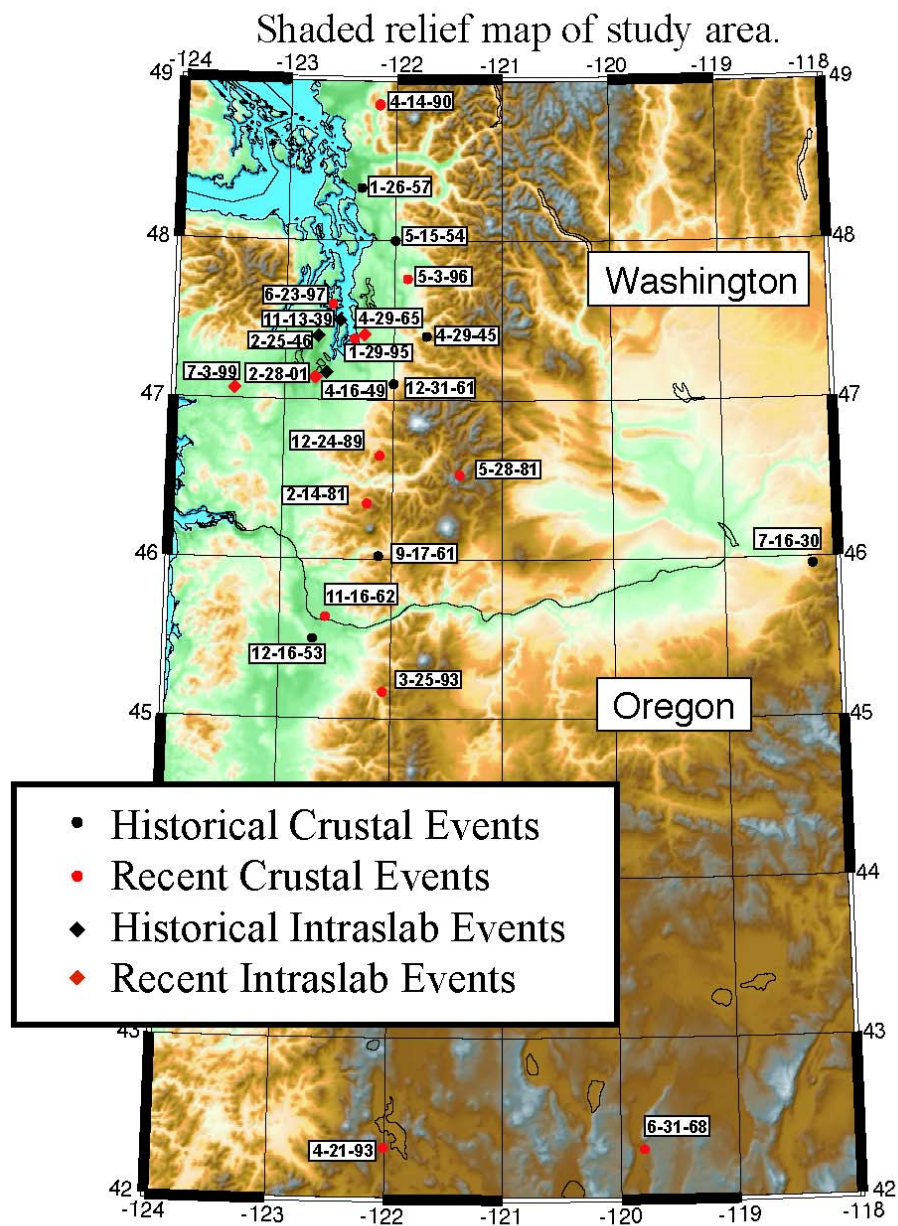 Shaded relief map of study area.
-124 -123 -122 -121 -120 -119 -118
49 49
4-14-90
1-26-57
48 5-15-54 48
5-3-96
Washington
6-23-97
11-13-39 4-29-65
2-25-46 4-29-45
1-29-95
7-3-99 2-28-01
4-16-49 12-31-61
47 47
12-24-89
5-28-81
2-14-81
7-16-30
46 9-17-61 46
11-16-62
12-16-53
3-25-93
45 Oregon 45
Historical Crustal Events
Recent Crustal Events
44
Historical Intraslab Events
Recent Intraslab Events
43 43
6-31-68
4-21-93
42 42
-124 -123 -122 -121 -120 -119 -118